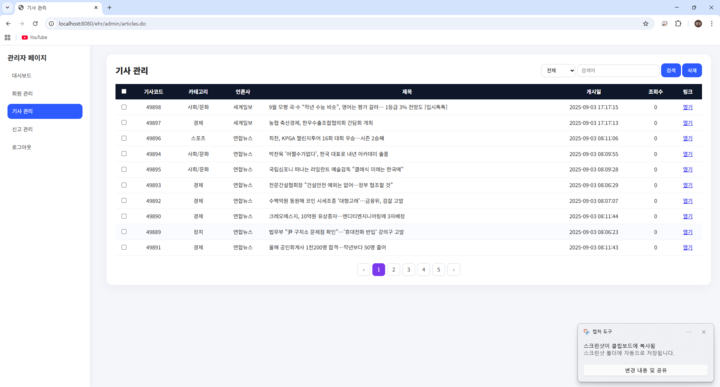 기사 관리
localhost:8080/ehr/admin/articles.do
YouTube
관리자 페이지
대시보드
회원 관리
기사 관리
신고 관리
로그아웃
기사 관리
전체
검색어
검색
삭제
기사코드 카테고리 언론사 제목 게시일 조회수 링크
49898 사회/문화 세계일보 9월 모평 국·수 "작년 수능 비슷", 영어는 평가 갈려… 1등급 3% 전망도 [입시톡톡] 2025-09-03 17:17:15 0 열기
49897 경제 세계일보 농협 축산경제, 한우수출조합협의회 간담회 개최 2025-09-03 17:17:13 0 열기
49896 스포츠 연합뉴스 최찬, KPGA 챌린지투어 16회 대회 우승…시즌 2승째 2025-09-03 08:11:06 0 열기
49894 사회/문화 연합뉴스 박찬욱 '어쩔수가없다', 한국 대표로 내년 아카데미 출품 2025-09-03 08:09:55 0 열기
49895 사회/문화 연합뉴스 국립심포니 떠나는 라일란트 예술감독 "클래식 미래는 한국에" 2025-09-03 08:09:28 0 열기
49893 경제 연합뉴스 전문건설협회장 "건설안전 예외는 없어…정부 협조할 것" 2025-09-03 08:06:29 0 열기
49892 경제 연합뉴스 수백억원 동원해 코인 시세조종 '대형고래'…금융위, 검찰 고발 2025-09-03 08:07:07 0 열기
49890 경제 연합뉴스 크레오에스지, 10억원 유상증자…앤디티엔지니어링에 3자배정 2025-09-03 08:11:44 0 열기
49889 정치 연합뉴스 법무부 "尹 구치소 문제점 확인"…'휴대전화 반입' 강의구 고발 2025-09-03 08:06:23 0 열기
49891 경제 연합뉴스 올해 공인회계사 1천200명 합격…작년보다 50명 줄어 2025-09-03 08:11:43 0 열기
‹ 1 2 3 4 5 ›
캡처 도구
스크린샷이 클립보드에 복사됨
스크린샷 폴더에 자동으로 저장됩니다.
변경 내용 및 공유